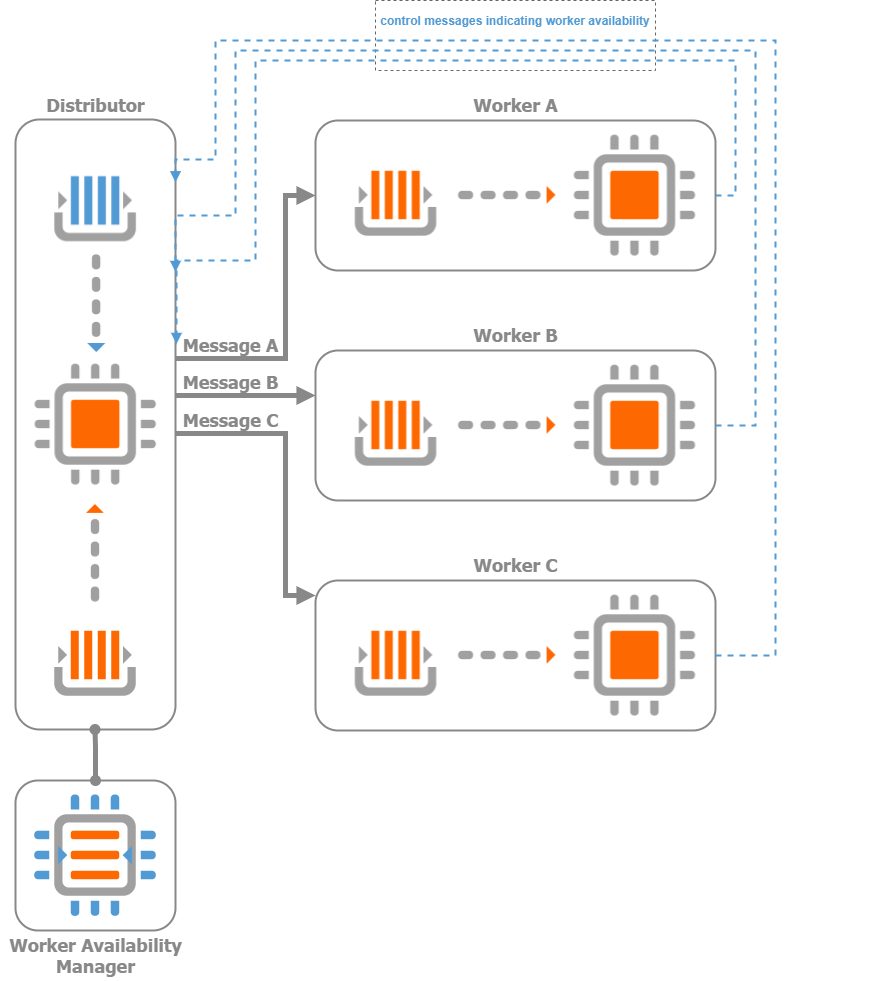 control messages indicating worker availability
Distributor
Worker A
Message A
Worker B
Message B
Message C
Worker C
Worker Availability
Manager